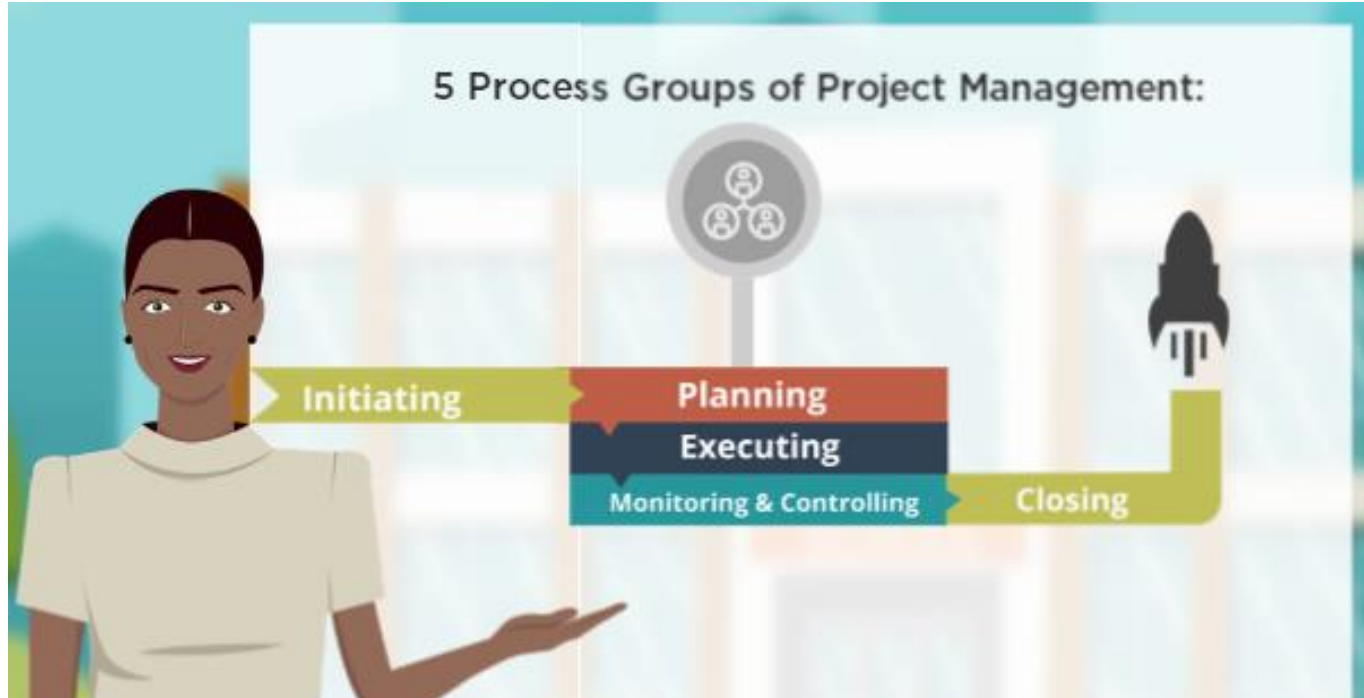 5 Process Groups of Project Management:
Initiating
Planning
Executing
Monitoring & Controlling
Closing